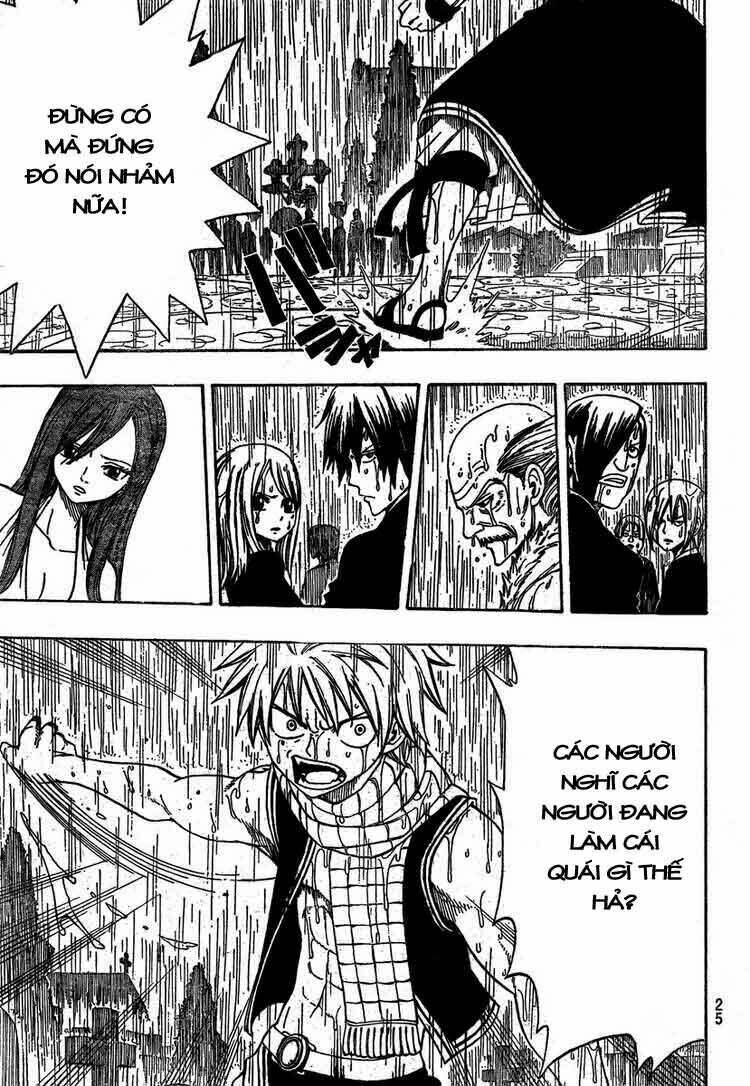 ĐỪNG CÓ
MÀ ĐỨNG
ĐÓ NÓI NHẢM
NỮA!
CÁC NGƯỜI
NGHĨ CÁC
NGƯỜI ĐANG
LÀM CÁI
QUÁI GÌ THẾ
HẢ?
25